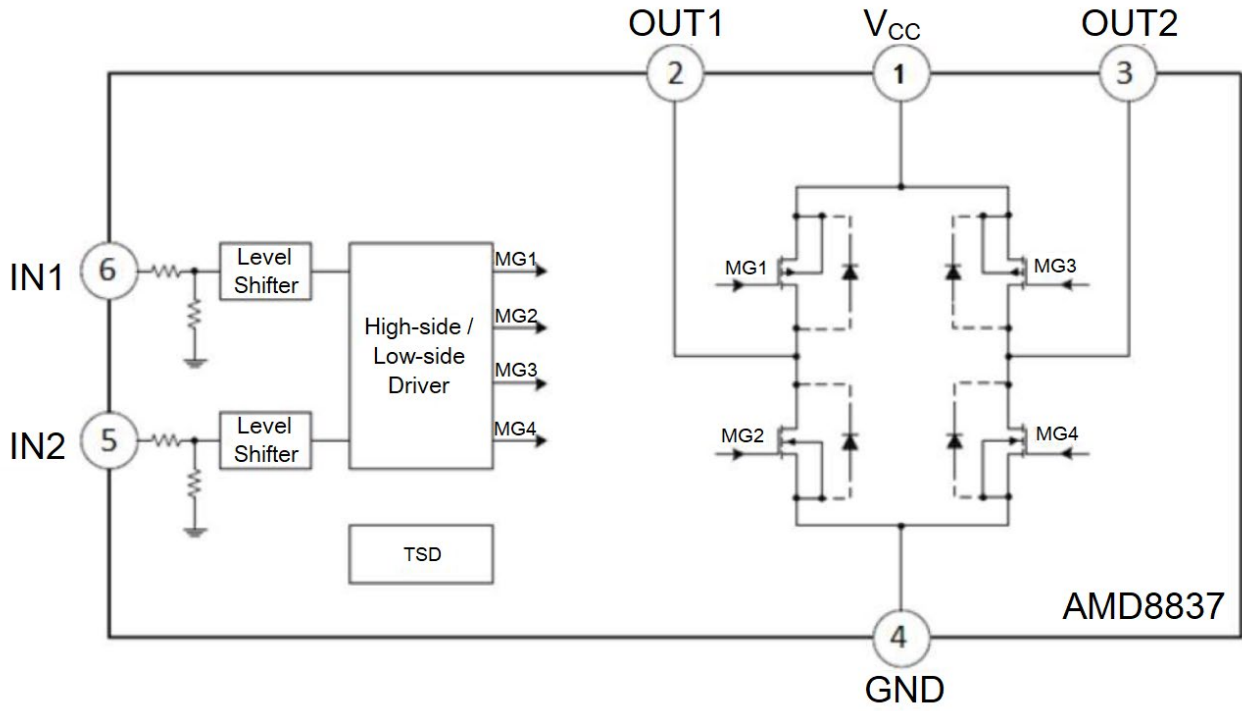 OUT1
V_CC
OUT2
2
1
3
IN1
6
Level
Shifter
MG1
MG2
MG3
MG4
High-side /
Low-side
Driver
MG1
MG3
IN2
5
Level
Shifter
MG2
MG4
TSD
AMD8837
4
GND